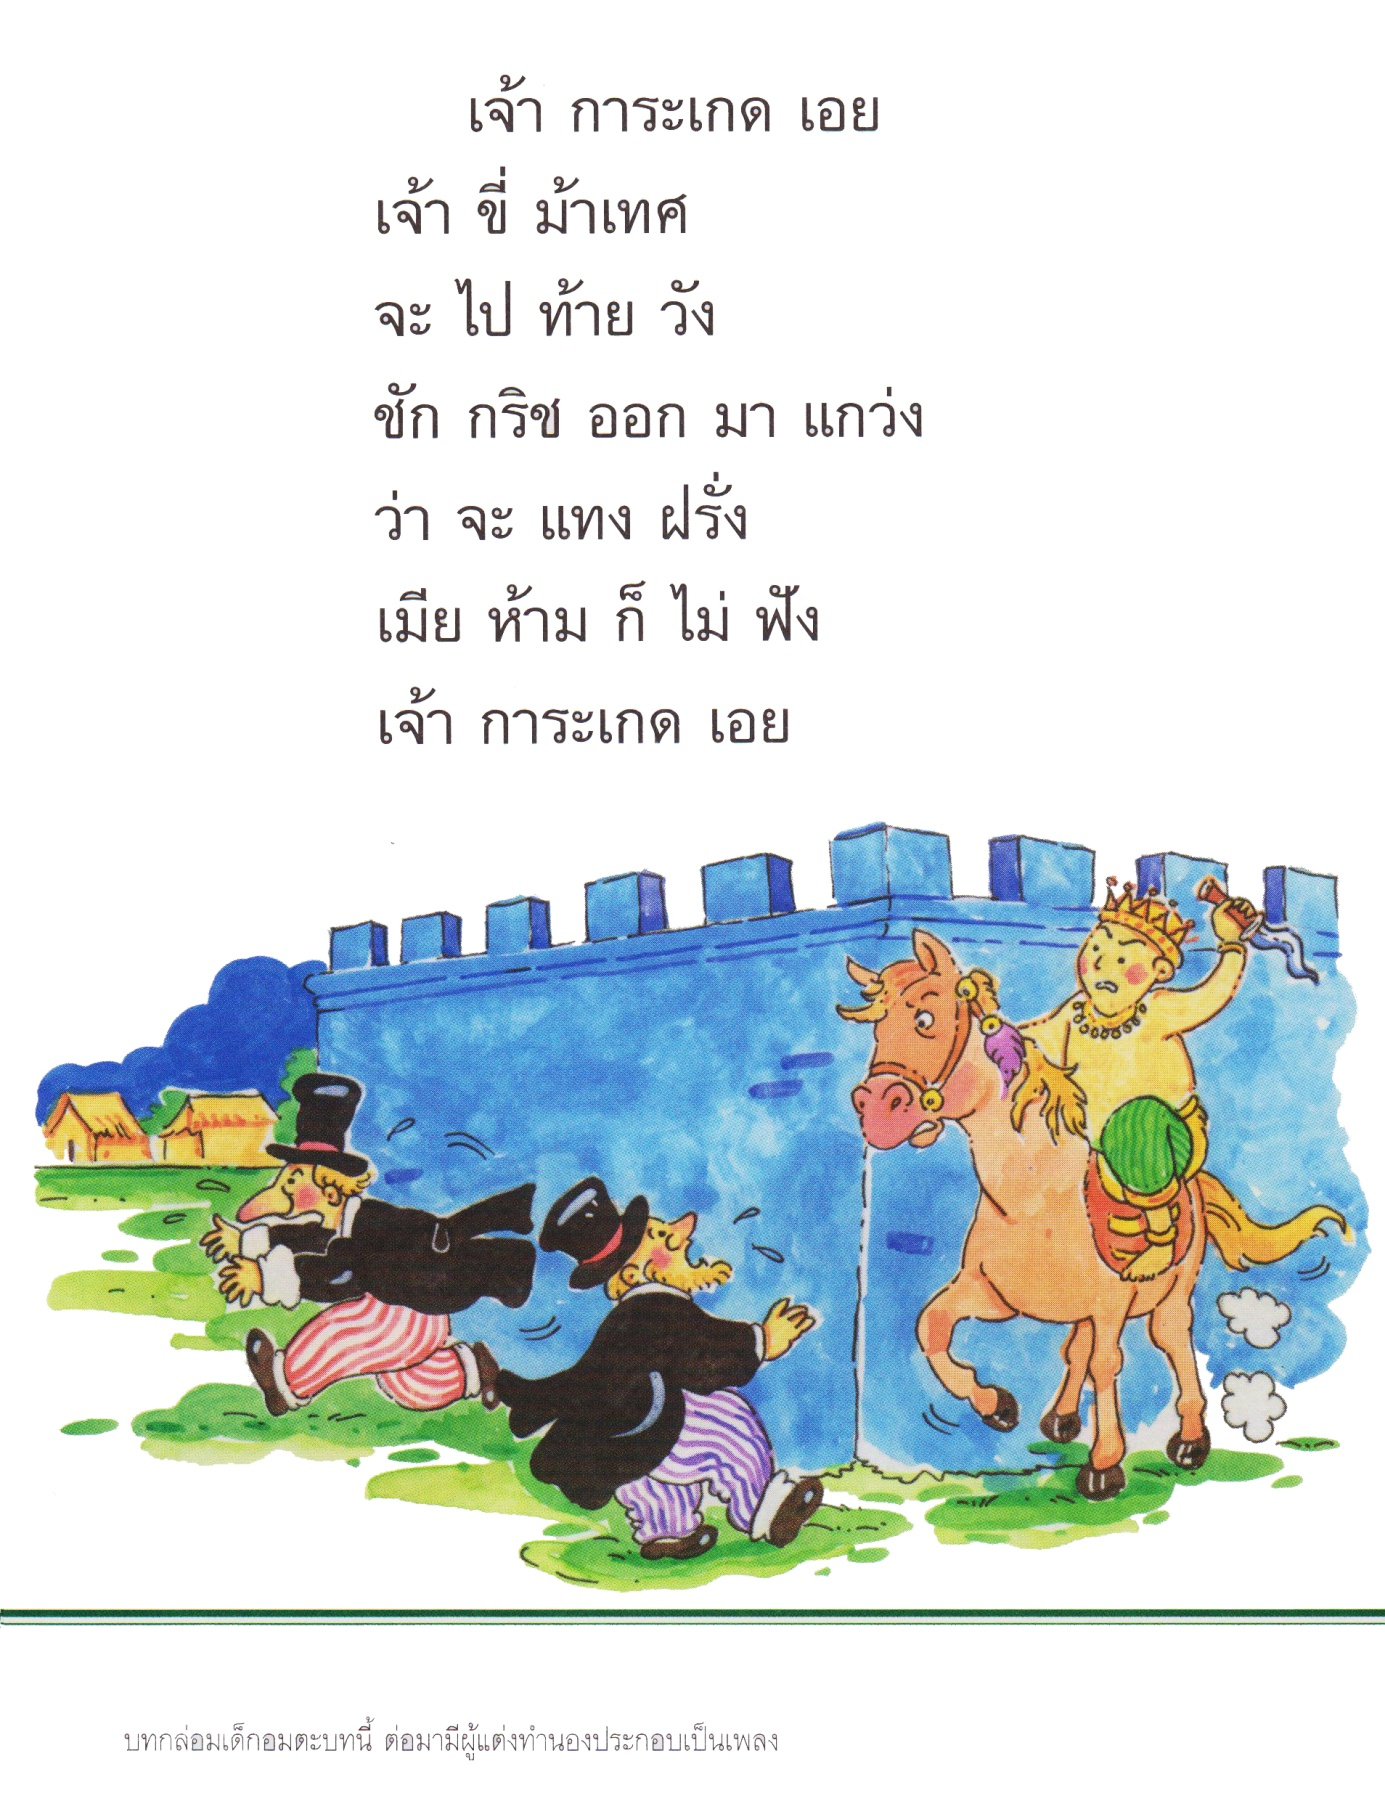 เจ้า การะเกด เอย
เจ้า ขี่ ม้าเทศ
จะ ไป ท้าย วัง
ชัก กริช ออก มา แกว่ง
ว่า จะ แทง ฝรั่ง
เมีย ห้าม ก็ ไม่ ฟัง
เจ้า การะเกด เอย
บทกล่อมเด็กอมตะบทนี้ ต่อมามีผู้แต่งทำนองประกอบเป็นเพลง